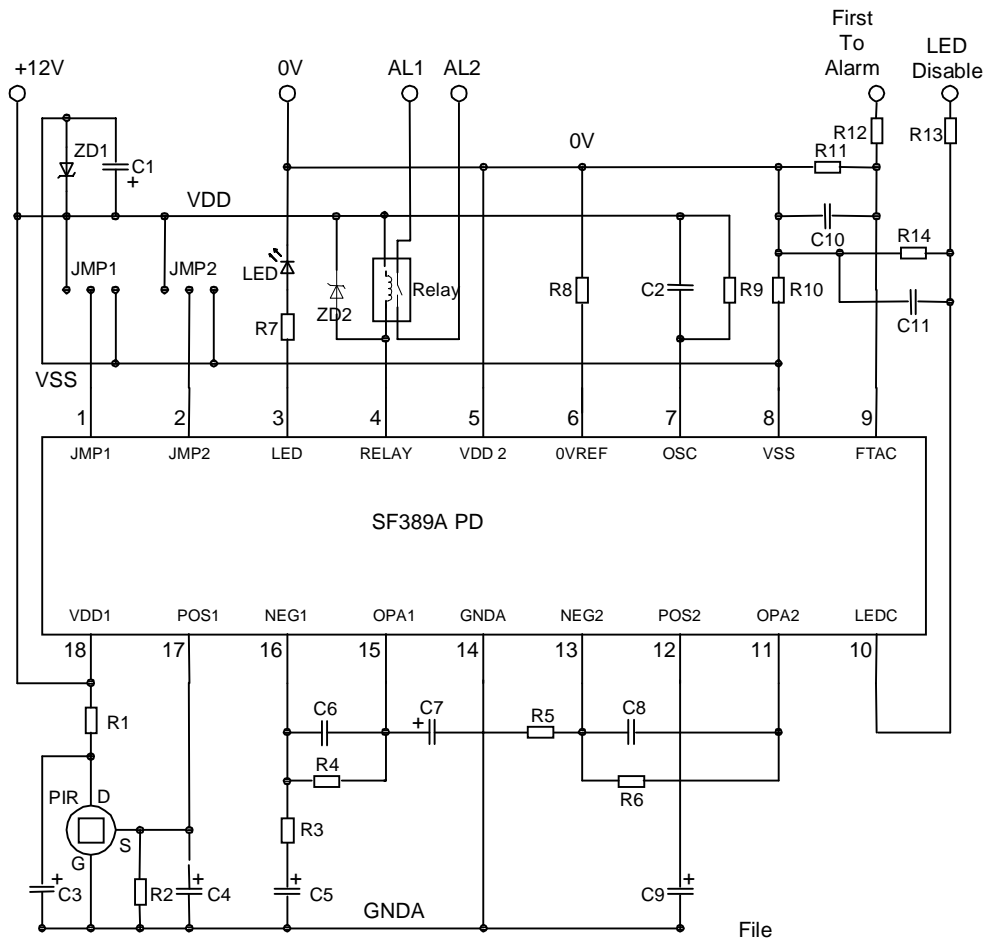 First
To
Alarm
LED
Disable
+12V
0V
AL1
AL2
R12
R13
ZD1
C1
+
0V
R11
VDD
C10
R14
JMP1
JMP2
LED
ZD2
Relay
R8
C2
R9
R10
C11
R7
VSS
1
2
3
4
5
6
7
8
9
JMP1
JMP2
LED
RELAY
VDD 2
0VREF
OSC
VSS
FTAC
SF389A PD
VDD1
POS1
NEG1
OPA1
GNDA
NEG2
POS2
OPA2
LEDC
18
17
16
15
14
13
12
11
10
R1
C6
+
C7
R5
C8
R4
R6
PIR
D
S
G
R3
+
C3
R2
+
C4
+
C5
C9
+
GNDA
File